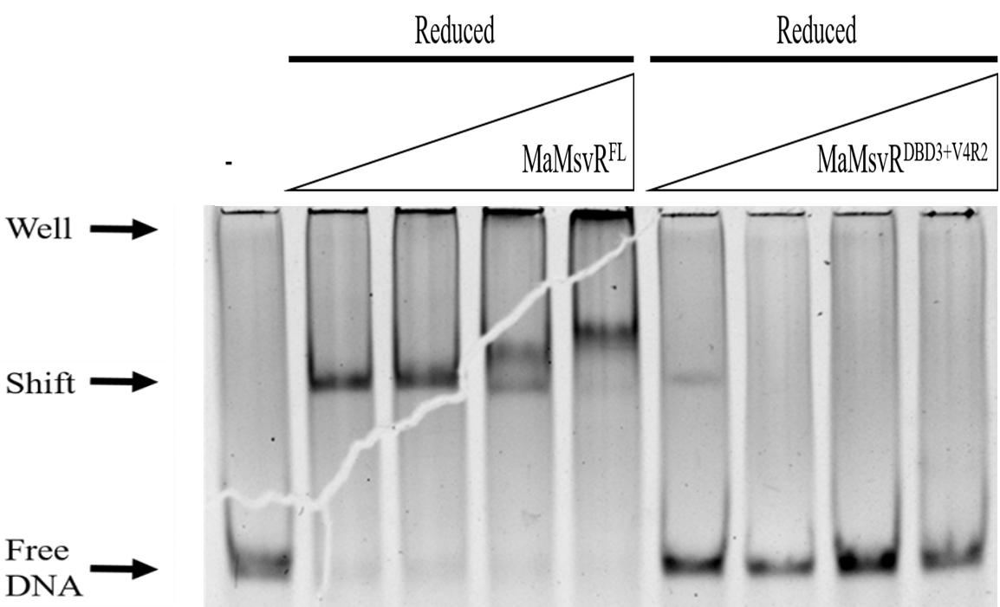 Reduced Reduced
- MaMsvR^FL MaMsvR^DBD3+V4R2
Well
Shift
Free
DNA